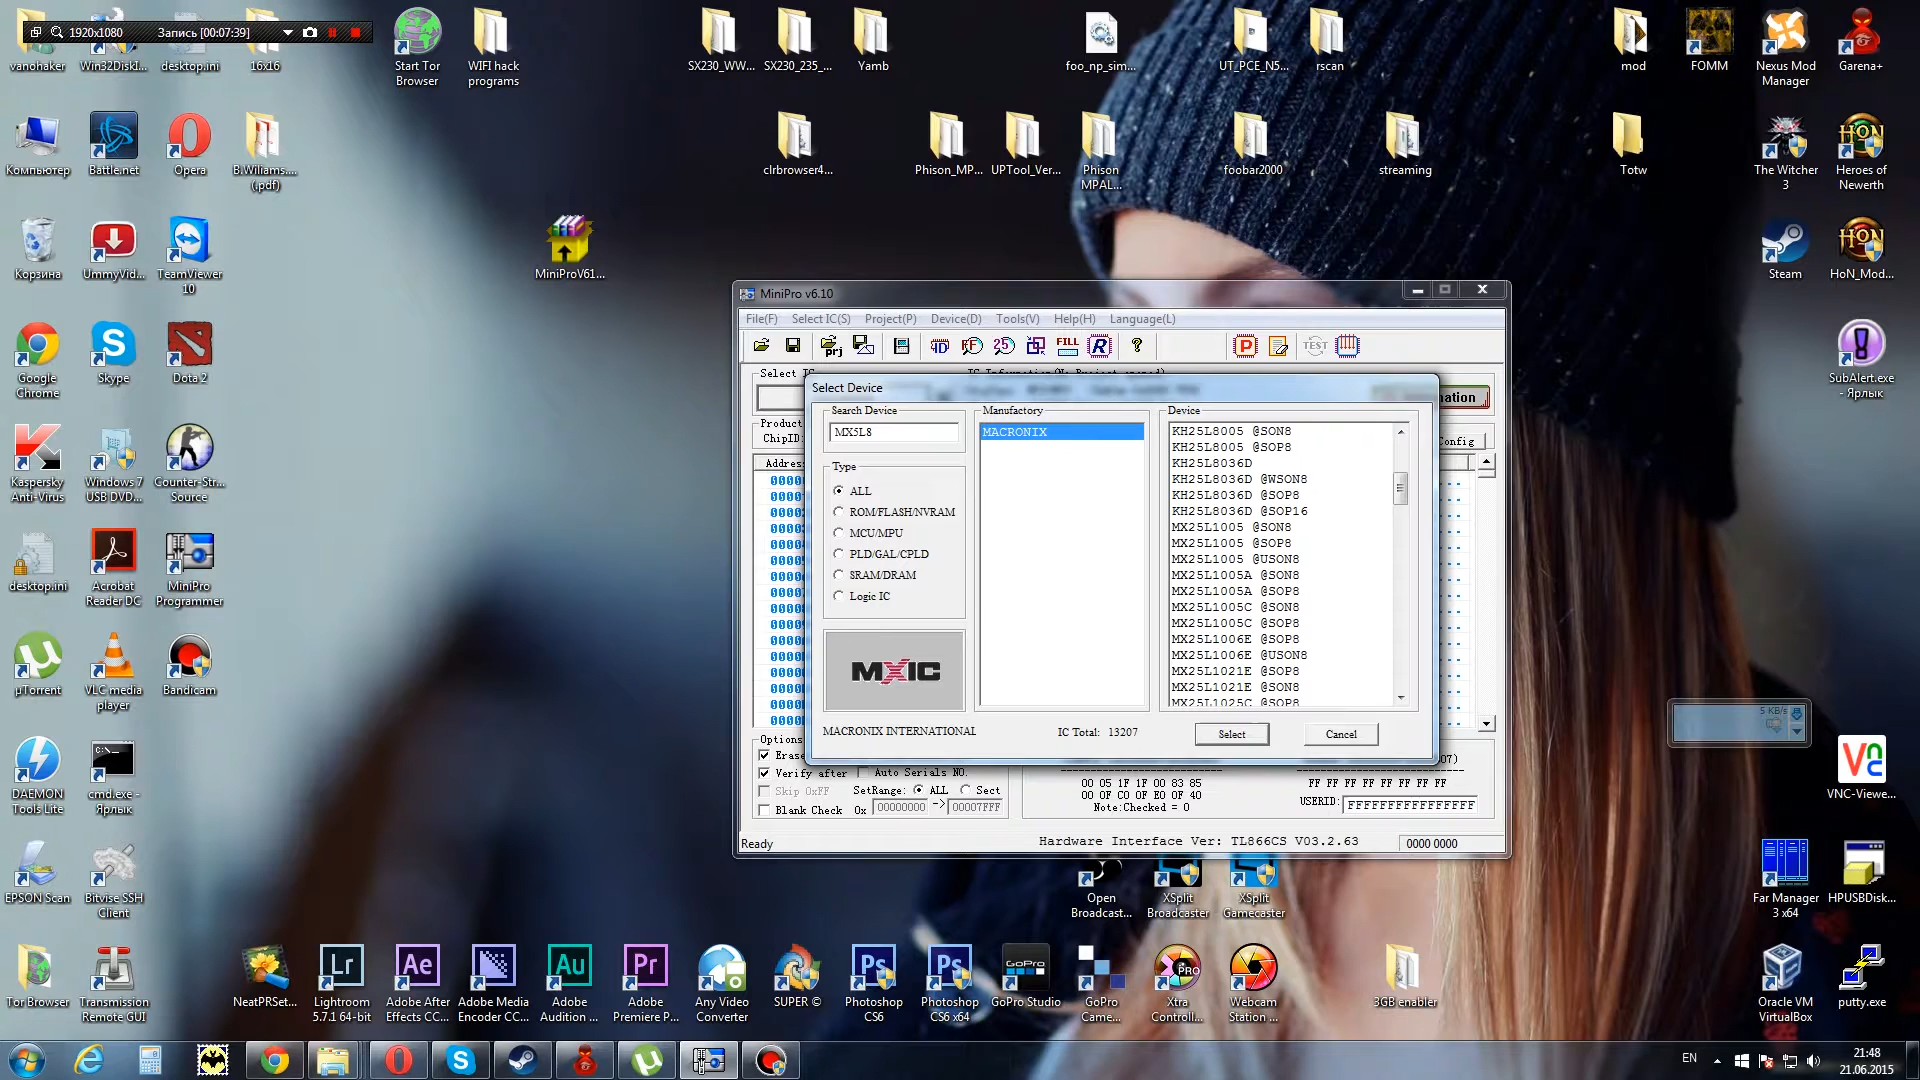 1920x1080 Запись [00:07:39]
vanohaker
Win32DiskI...
desktop.ini
16x16
Start Tor Browser
WIFI hack programs
SX230_WW...
SX230_235_...
Yamb
foo_np_sim...
UT_PCE_N5...
rscan
mod
FOMM
Nexus Mod Manager
Garena+
Компьютер
Battle.net
Opera
B.Wiliams.... (.pdf)
clrbrowser4...
Phison_MP...
UPTool_Ver...
Phison MPAL...
foobar2000
streaming
Totw
The Witcher 3
Heroes of Newerth
Корзина
UmmyVid...
TeamViewer 10
MiniProV61...
Steam
HoN_Mod...
Google Chrome
Skype
Dota 2
SubAlert.exe - Ярлык
Kaspersky Anti-Virus
Windows 7 USB DVD...
Counter-Str... Source
desktop.ini
Acrobat Reader DC
MiniPro Programmer
µTorrent
VLC media player
Bandicam
DAEMON Tools Lite
cmd.exe - Ярлык
VNC-Viewe...
EPSON Scan
Bitvise SSH Client
Open Broadcast...
XSplit Broadcaster
XSplit Gamecaster
Far Manager 3 x64
HPUSBDisk...
Tor Browser
Transmission Remote GUI
NeatPRSet...
Lightroom 5.7.1 64-bit
Adobe After Effects CC...
Adobe Media Encoder CC...
Adobe Audition ...
Adobe Premiere P...
Any Video Converter
SUPER ©
Photoshop CS6
Photoshop CS6 x64
GoPro Studio
GoPro Came...
Xtra Controll...
Webcam Station ...
3GB enabler
Oracle VM VirtualBox
putty.exe
MiniPro v6.10
File(F) Select IC(S) Project(P) Device(D) Tools(V) Help(H) Language(L)
Select Device
Search Device
MX5L8
Type
ALL
ROM/FLASH/NVRAM
MCU/MPU
PLD/GAL/CPLD
SRAM/DRAM
Logic IC
MXIC
MACRONIX INTERNATIONAL
Manufactory
MACRONIX
Device
KH25L8005 @SON8
KH25L8005 @SOP8
KH25L8036D
KH25L8036D @WSON8
KH25L8036D @SOP8
KH25L8036D @SOP16
MX25L1005 @SON8
MX25L1005 @SOP8
MX25L1005 @USON8
MX25L1005A @SON8
MX25L1005A @SOP8
MX25L1005C @SON8
MX25L1005C @SOP8
MX25L1006E @SOP8
MX25L1006E @USON8
MX25L1021E @SOP8
MX25L1021E @SON8
MX25L1025C @SOP8
IC Total: 13207
Select
Cancel
ChipID:
Options
Erase
Verify after
Auto Serials NO.
Skip 0xFF
Blank Check
SetRange: ALL Sect
0x 00000000 -> 00007FFF
00 05 1F 1F 00 83 85
00 0F C0 0F E0 0F 40
Note:Checked = 0
FF FF FF FF FF FF FF
USERID: FFFFFFFFFFFFFFFF
Ready
Hardware Interface Ver: TL866CS V03.2.63
0000 0000
5 KB/s
EN
21:48
21.06.2015